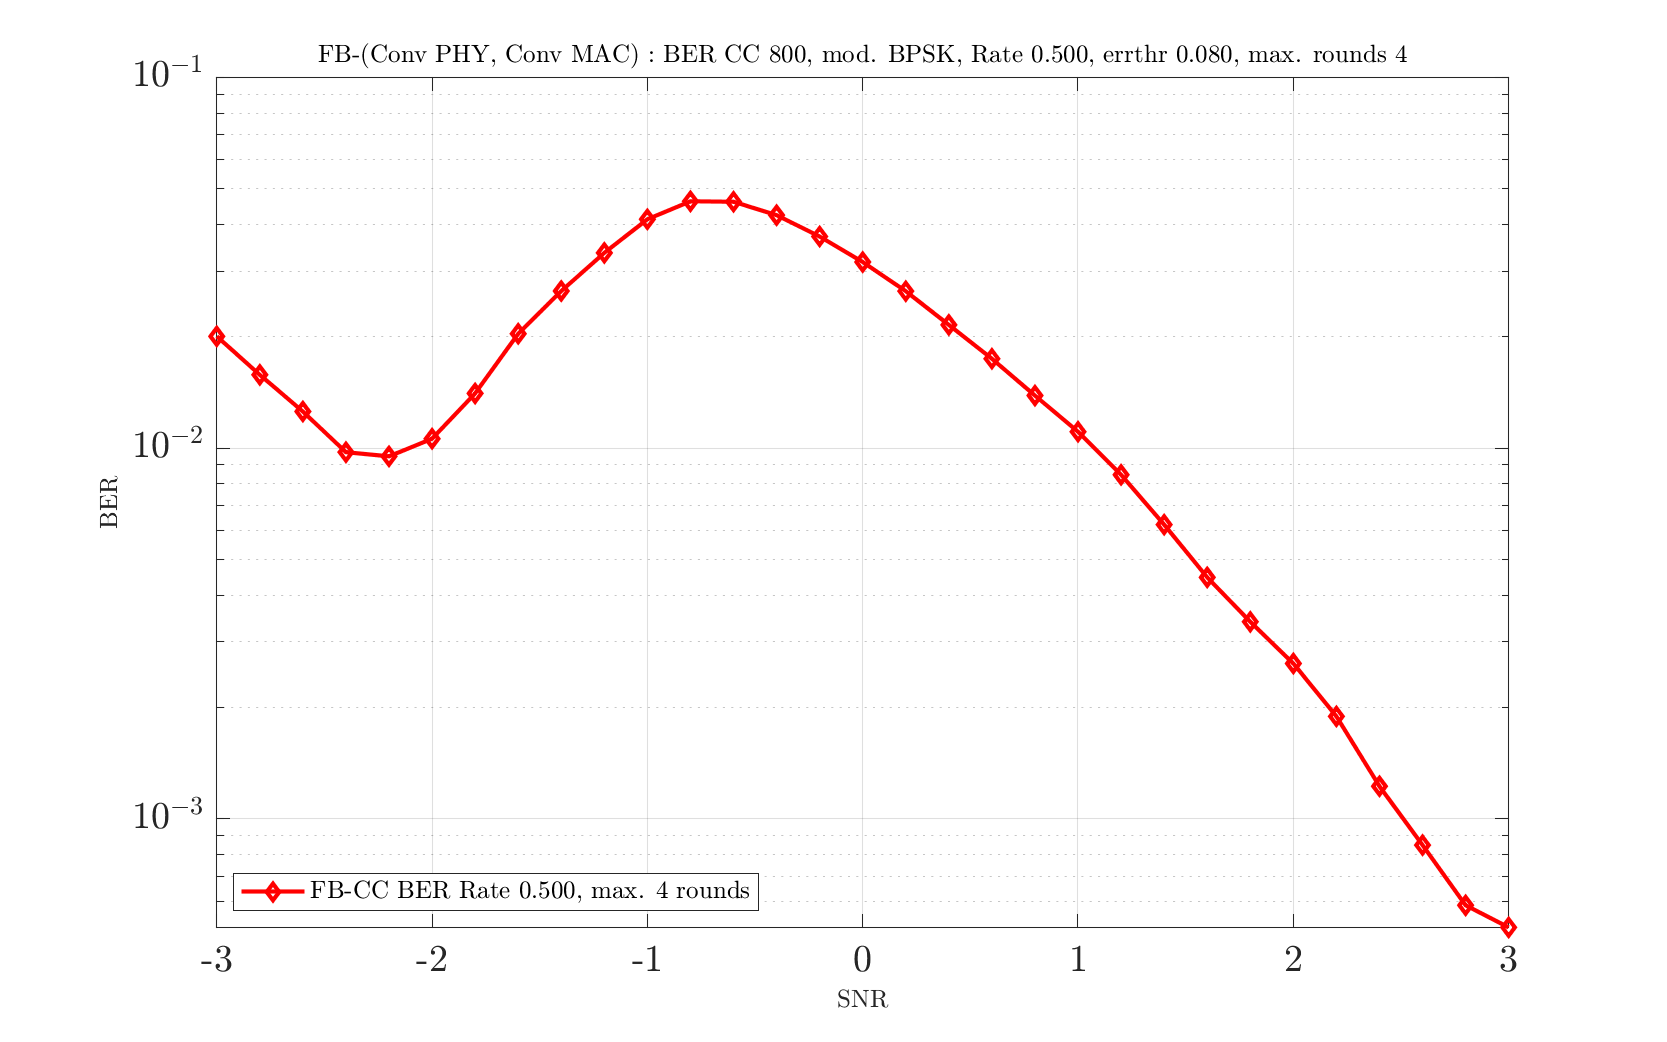 FB-(Conv PHY, Conv MAC) : BER CC 800, mod. BPSK, Rate 0.500, errthr 0.080, max. rounds 4
10⁻¹
10⁻²
10⁻³
BER
FB-CC BER Rate 0.500, max. 4 rounds
-3 -2 -1 0 1 2 3
SNR